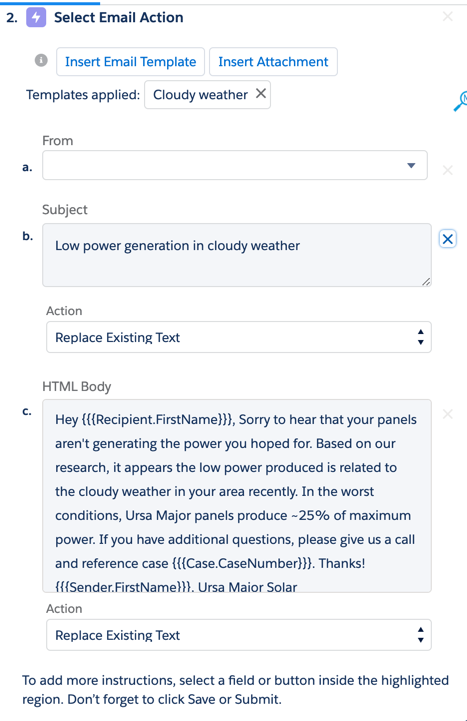 2. Select Email Action
Insert Email Template Insert Attachment
Templates applied: Cloudy weather
From
a.
Subject
b. Low power generation in cloudy weather
Action
Replace Existing Text
HTML Body
c. Hey {{{Recipient.FirstName}}}, Sorry to hear that your panels
aren't generating the power you hoped for. Based on our
research, it appears the low power produced is related to
the cloudy weather in your area recently. In the worst
conditions, Ursa Major panels produce ~25% of maximum
power. If you have additional questions, please give us a call
and reference case {{{Case.CaseNumber}}}. Thanks!
{{{Sender.FirstName}}}, Ursa Major Solar
Action
Replace Existing Text
To add more instructions, select a field or button inside the highlighted
region. Don't forget to click Save or Submit.